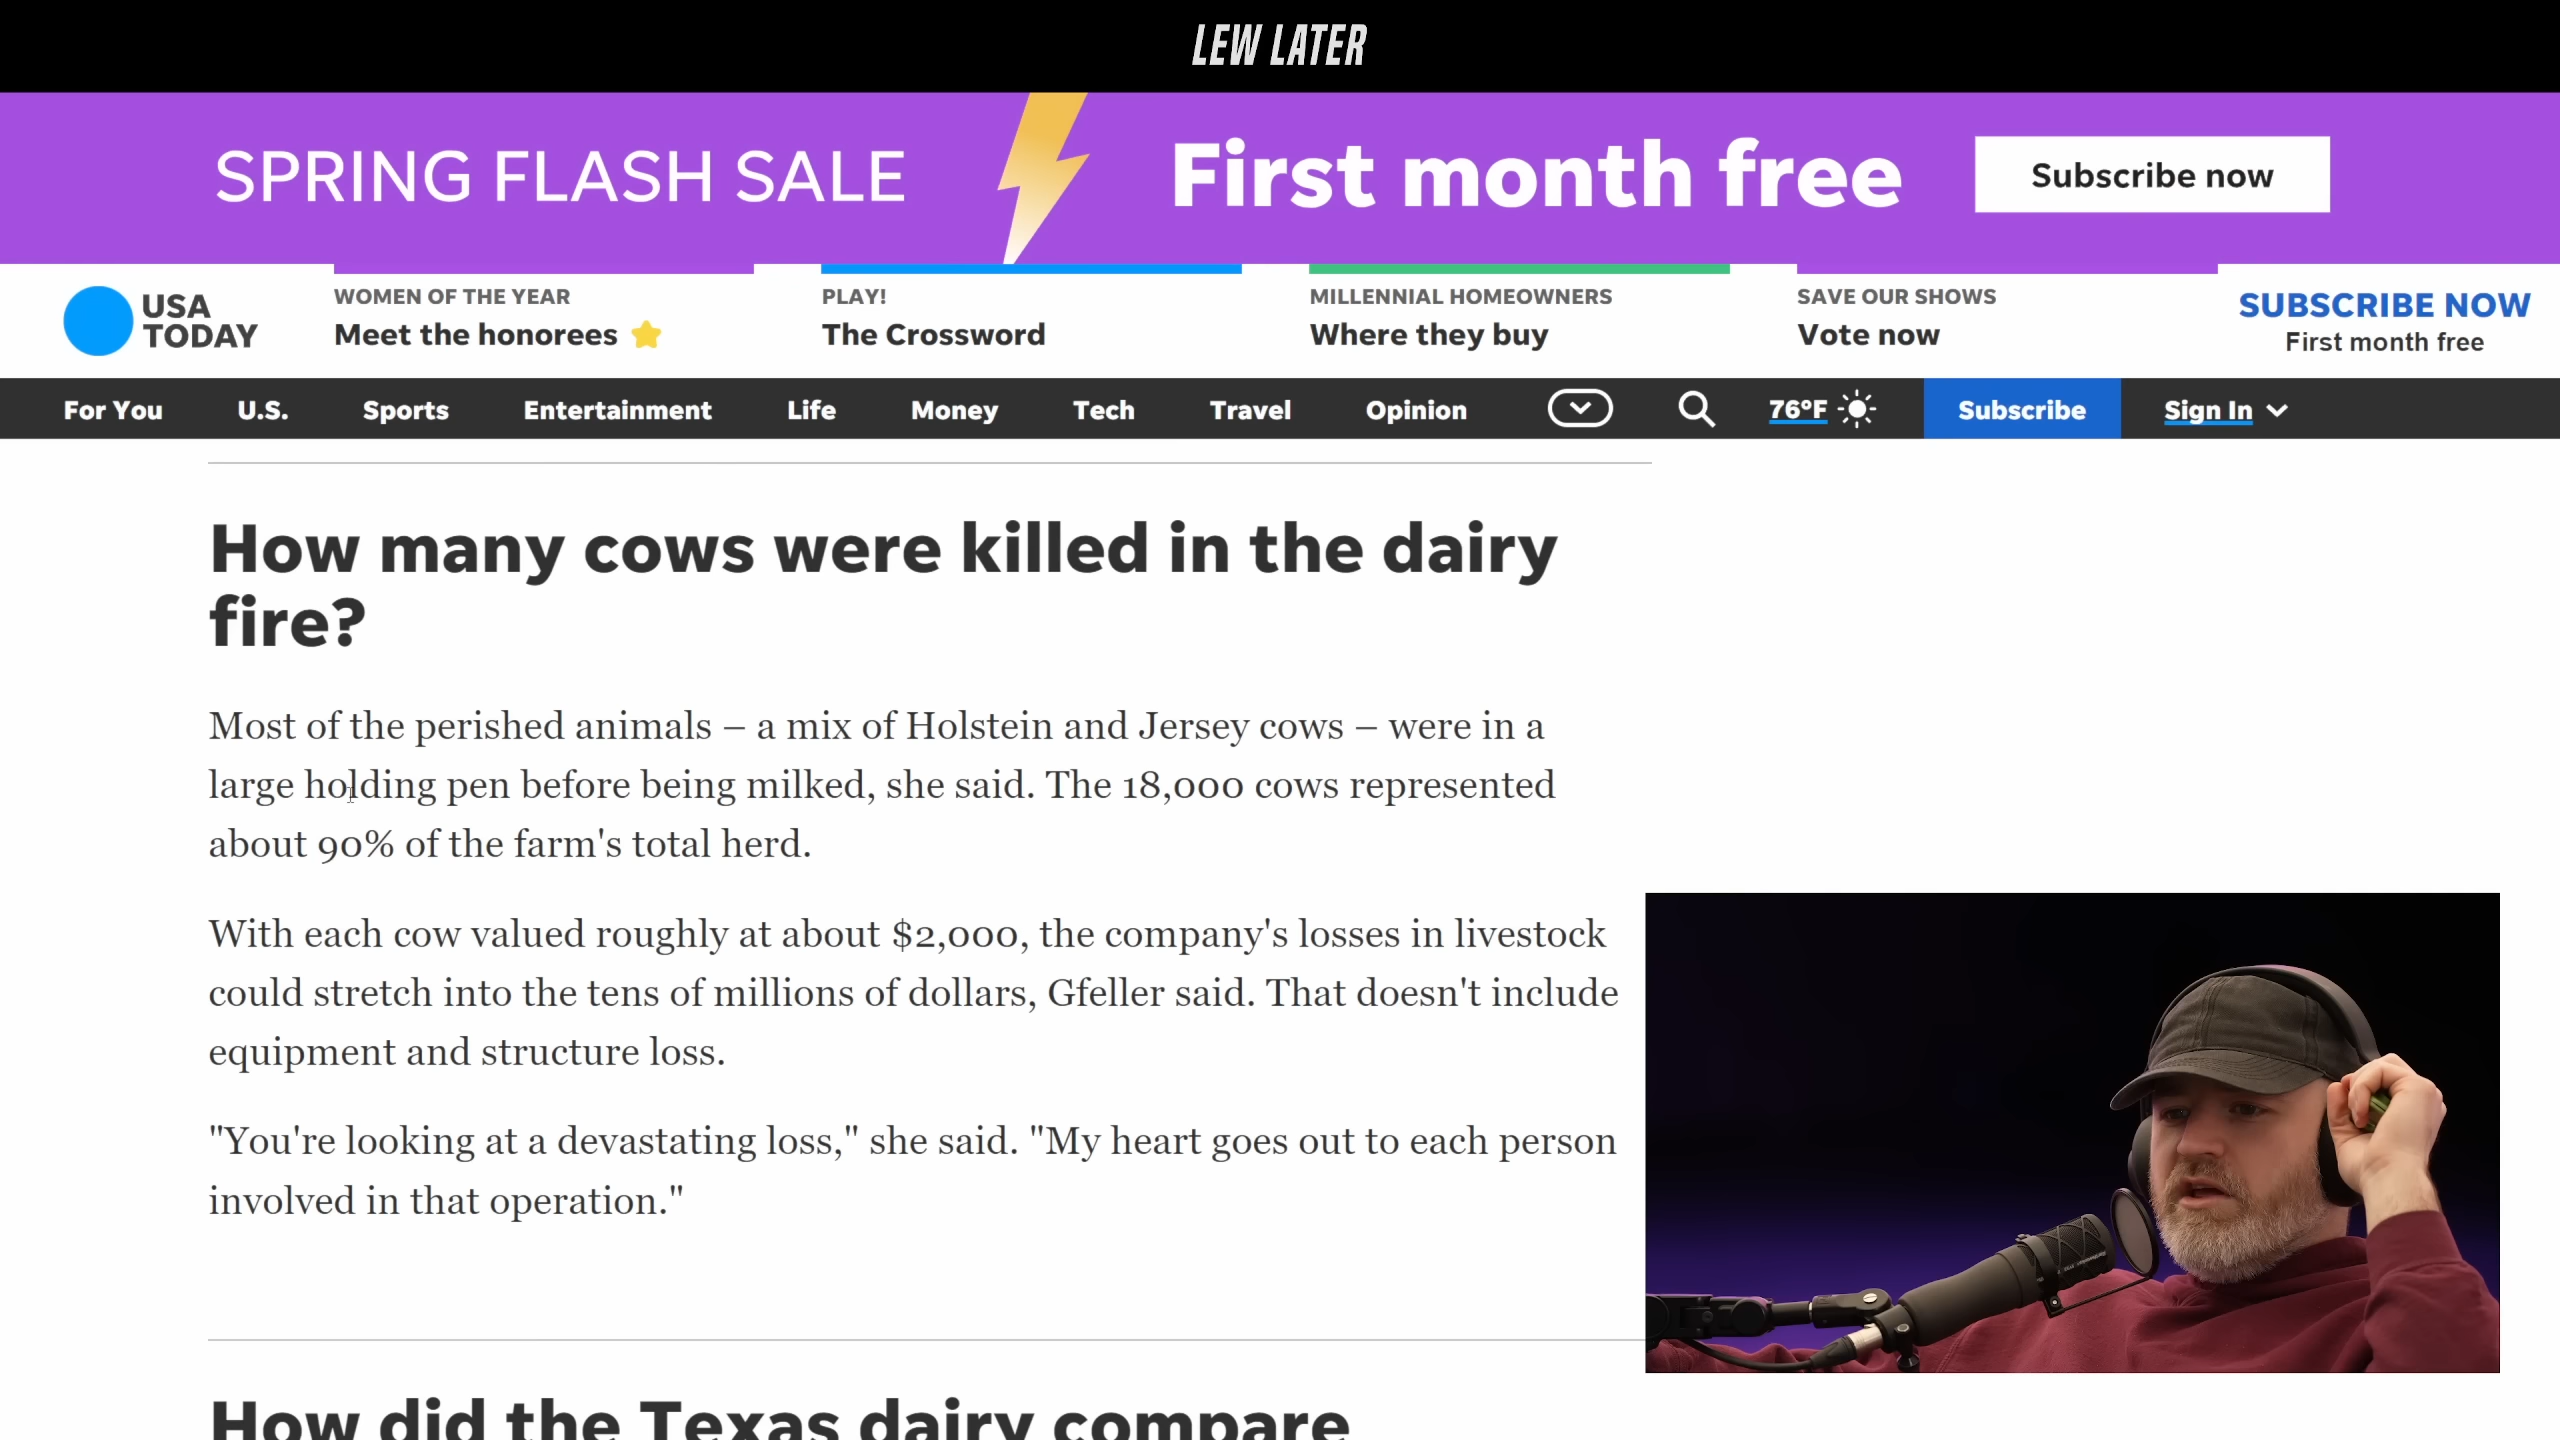 LEW LATER
SPRING FLASH SALE
First month free
Subscribe now
USA
TODAY
WOMEN OF THE YEAR
Meet the honorees
PLAY!
The Crossword
MILLENNIAL HOMEOWNERS
Where they buy
SAVE OUR SHOWS
Vote now
SUBSCRIBE NOW
First month free
For You U.S. Sports Entertainment Life Money Tech Travel Opinion 76°F Subscribe Sign In
How many cows were killed in the dairy
fire?
Most of the perished animals – a mix of Holstein and Jersey cows – were in a
large holding pen before being milked, she said. The 18,000 cows represented
about 90% of the farm's total herd.
With each cow valued roughly at about $2,000, the company's losses in livestock
could stretch into the tens of millions of dollars, Gfeller said. That doesn't include
equipment and structure loss.
"You're looking at a devastating loss," she said. "My heart goes out to each person
involved in that operation."
How did the Texas dairy compare